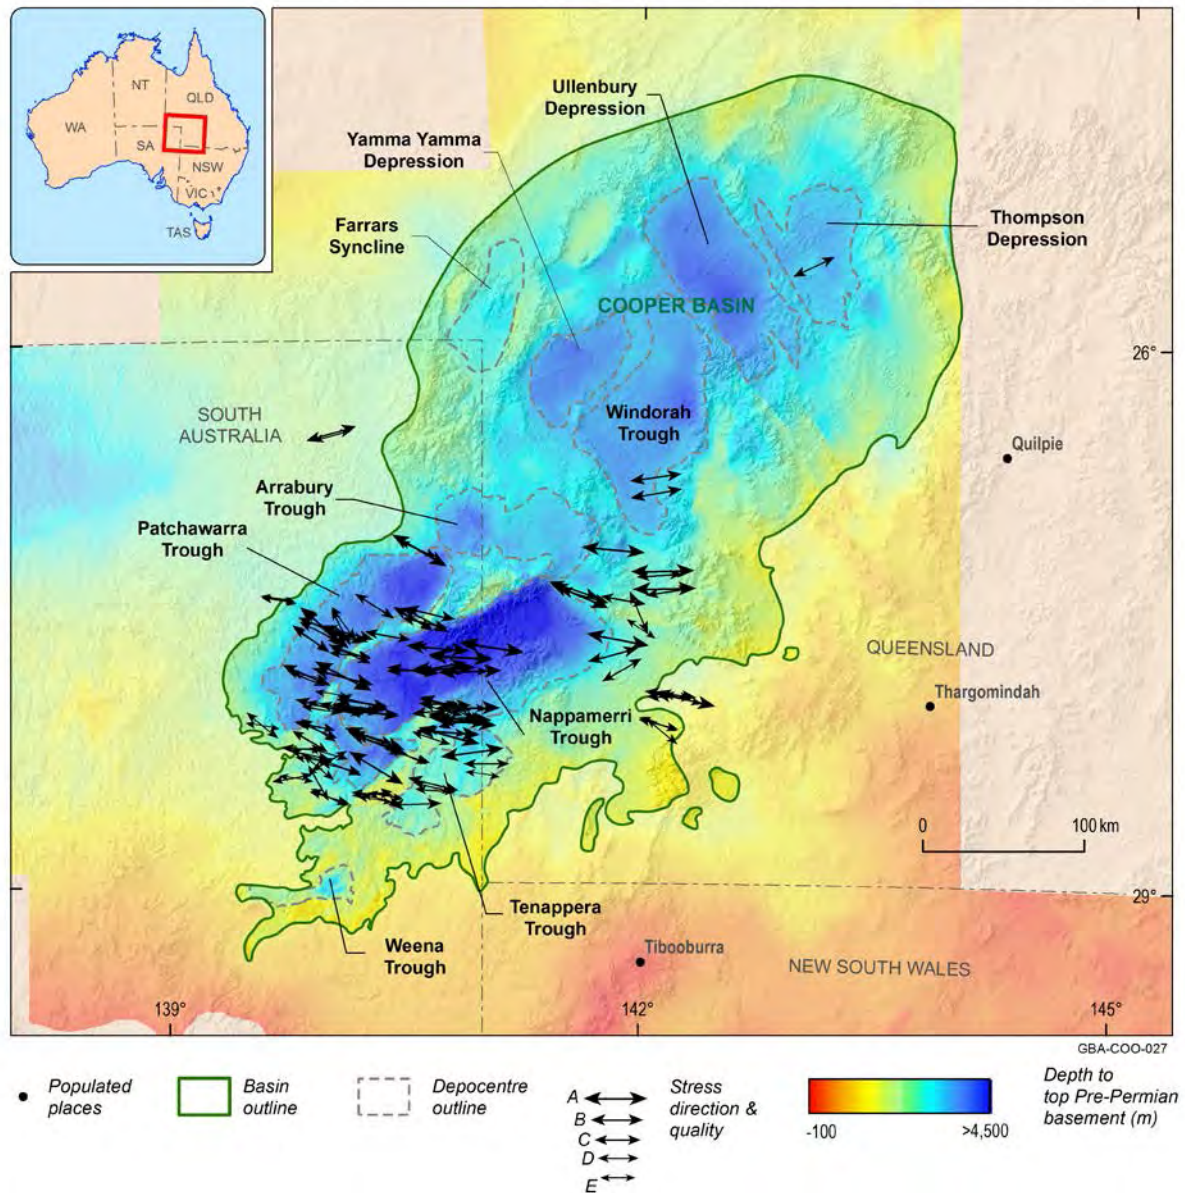 NT
QLD
WA
SA
NSW
VIC
TAS
Ullenbury
Depression
Yamma Yamma
Depression
Farrars
Syncline
Thompson
Depression
COOPER BASIN
26°
SOUTH
AUSTRALIA
Windorah
Trough
Quilpie
Arrabury
Trough
Patchawarra
Trough
QUEENSLAND
Thargomindah
Nappamerri
Trough
0
100 km
29°
Tenappera
Trough
Weena
Trough
Tibooburra
NEW SOUTH WALES
139°
142°
145°
GBA-COO-027
Populated
places
Basin
outline
Depocentre
outline
A
B
C
D
E
Stress
direction &
quality
-100
>4,500
Depth to
top Pre-Permian
basement (m)